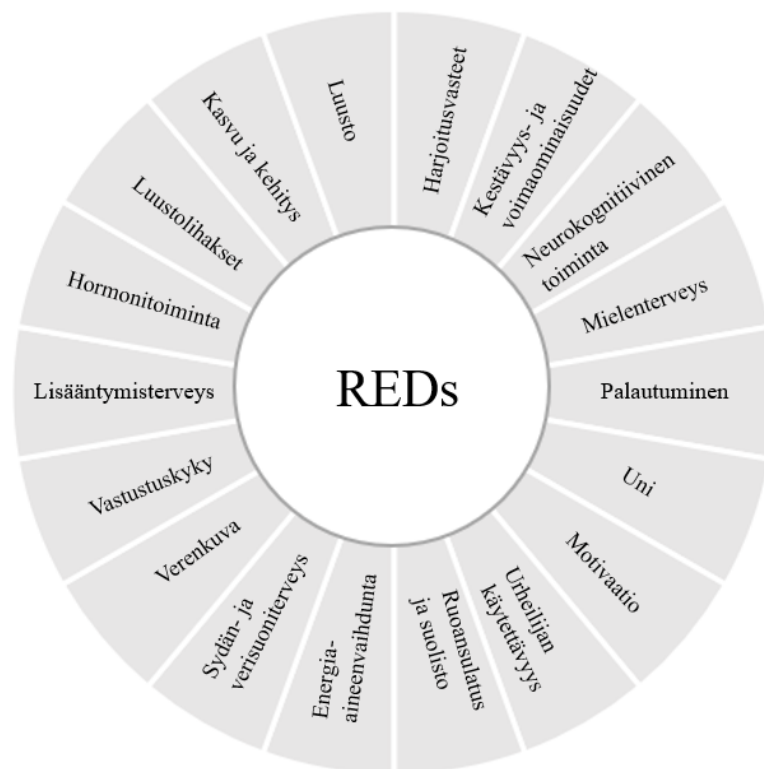 Luusto
Harjoitusvasteet
Kestävyys- ja
voimaominaisuudet
Neurokognitiivinen
toiminta
Mielenterveys
Palautuminen
Uni
Motivaatio
Urheilijan
käytettävyys
Ruoansulatus
ja suolisto
Energia-
aineenvaihdunta
Sydän- ja
verisuoniterveys
Verenkuva
Vastustuskyky
Lisääntymisterveys
Hormonitoiminta
Luustolihakset
Kasvu ja kehitys
REDs